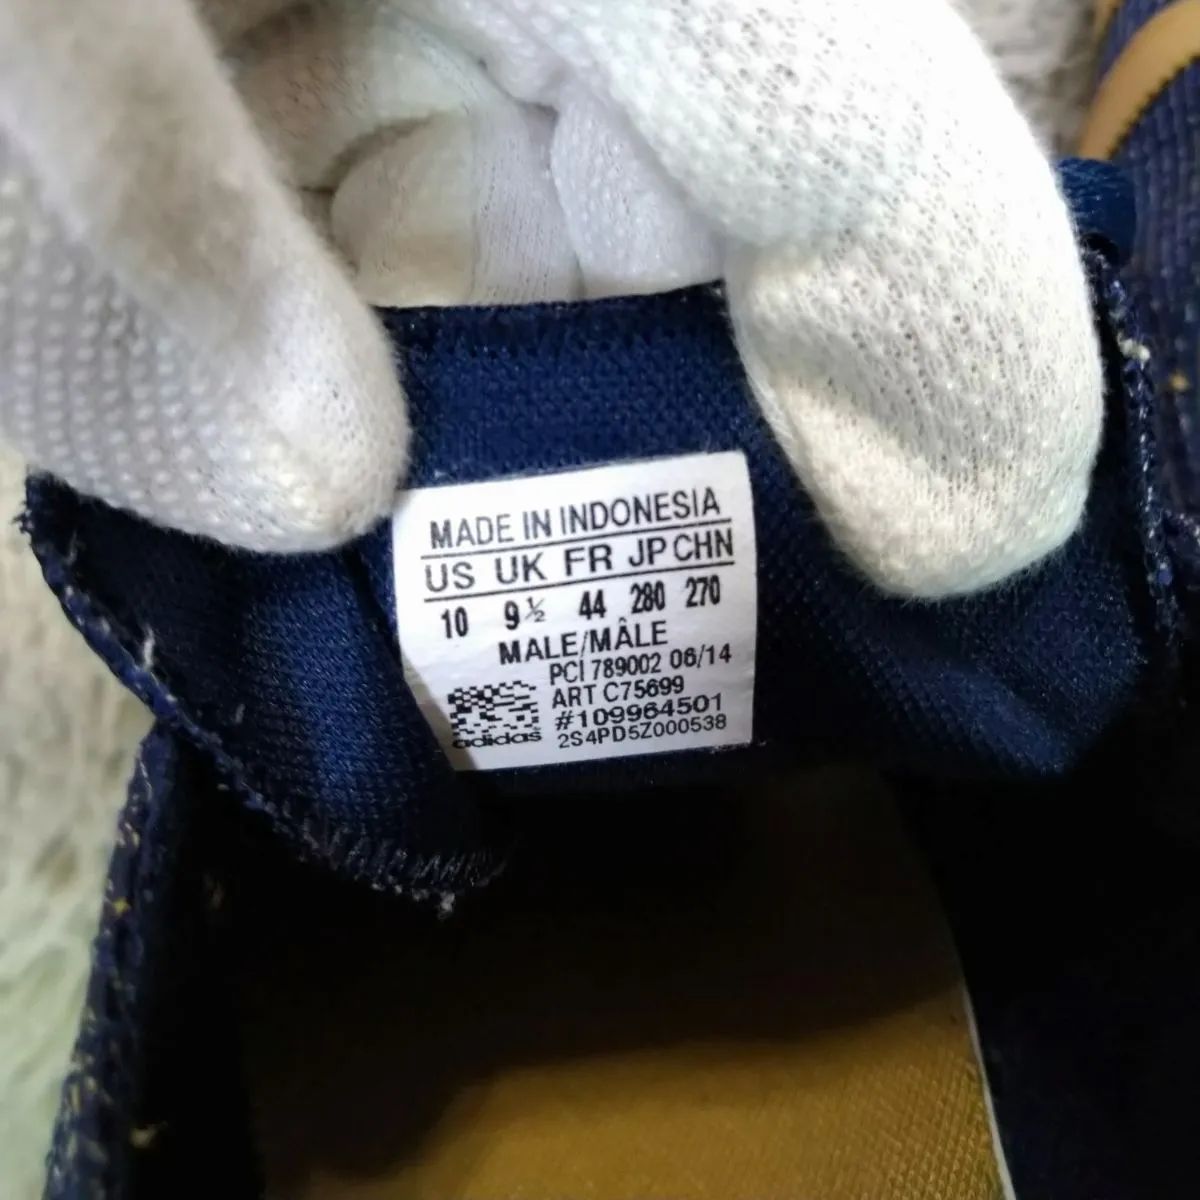 MADE IN INDONESIA
US UK FR JP CHN
10 9½ 44 280 270
MALE/MÂLE
PCI 789002 06/14
ART C75699
#109964501
adidas 2S4PD5Z000538